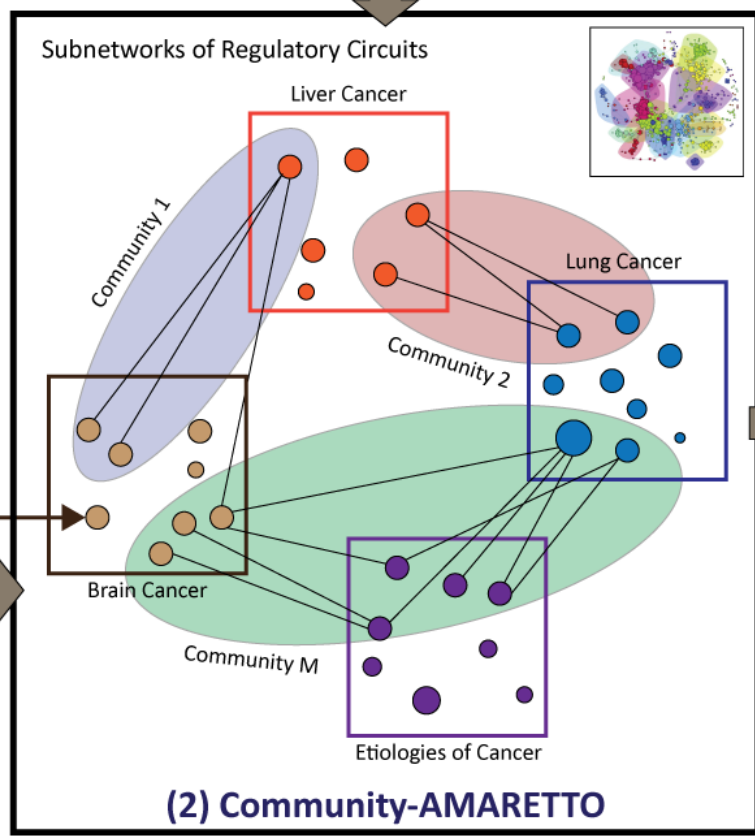 Subnetworks of Regulatory Circuits
Liver Cancer
Community 1
Lung Cancer
Community 2
Brain Cancer
Community M
Etiologies of Cancer
(2) Community-AMARETTO